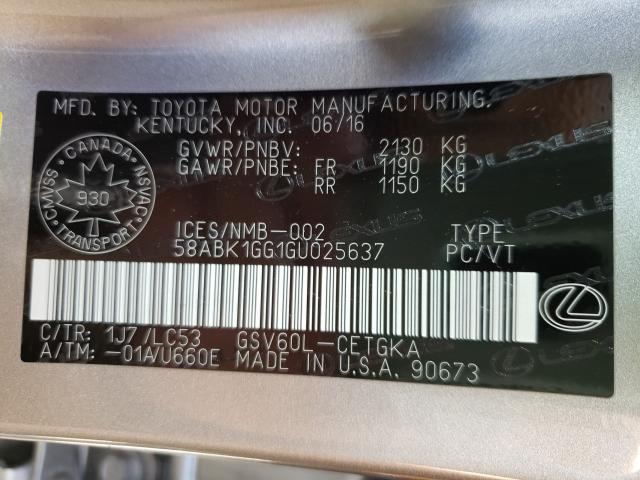 MFD. BY: TOYOTA MOTOR MANUFACTURING,
KENTUCKY, INC. 06/16
GVWR/PNBV: 2130 KG
GAWR/PNBE: FR 1190 KG
RR 1150 KG
CANADA
CMVSS NSVAC
930
TRANSPORT
ICES/NMB-002 TYPE
58ABK1GG1GU025637 PC/VT
C/TR: 1J7 /LC53 GSV60L-CETGKA
A/TM: -01A/U660E MADE IN U.S.A. 90673
LEXUS
LEXUS